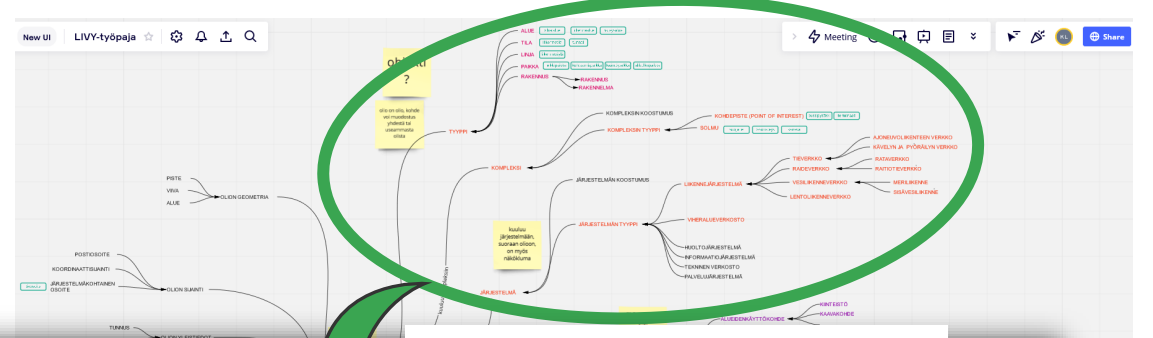 New UI
LIVY-työpaja
Meeting
KL
Share
?
olio on olio, kohde
voi muodostua
yhdestä tai
useammasta
oliota
ALUE
TILA
LINJA
PAIKKA
RAKENNUS
RAKENNUS
RAKENNELMA
TYYPPI
KOMPLEKSIN KOOSTUMUS
KOHDEPISTE (POINT OF INTEREST)
KOMPLEKSIN TYYPPI
SOLMU
KOMPLEKSI
AJONEUVOLIIKENTEEN VERKKO
KÄVELYN JA PYÖRÄILYN VERKKO
TIEVERKKO
RATAVERKKO
RAIDEVERKKO
RAITIOTIEVERKKO
JÄRJESTELMÄN KOOSTUMUS
LIIKENNEJÄRJESTELMÄ
VESILIIKENNEVERKKO
MERILIIKENNE
SISÄVESILIIKENNE
LENTOLIIKENNEVERKKO
PISTE
VIIVA
ALUE
OLION GEOMETRIA
VIHERALUEVERKOSTO
JÄRJESTELMÄN TYYPPI
kuuluu
järjestelmään,
suoraan olioon,
on myös
näkökluma
HUOLTOJÄRJESTELMÄ
INFORMAATIOJÄRJESTELMÄ
TEKNINEN VERKOSTO
PALVELUJÄRJESTELMÄ
POSTIOSOITE
KOORDINAATTISIJAINTI
JÄRJESTELMÄKOHTAINEN
OSOITE
OLION SIJAINTI
JÄRJESTELMÄ
KIINTEISTÖ
KAAVAKOHDE
ALUEIDENKÄYTTÖKOHDE
TUNNUS